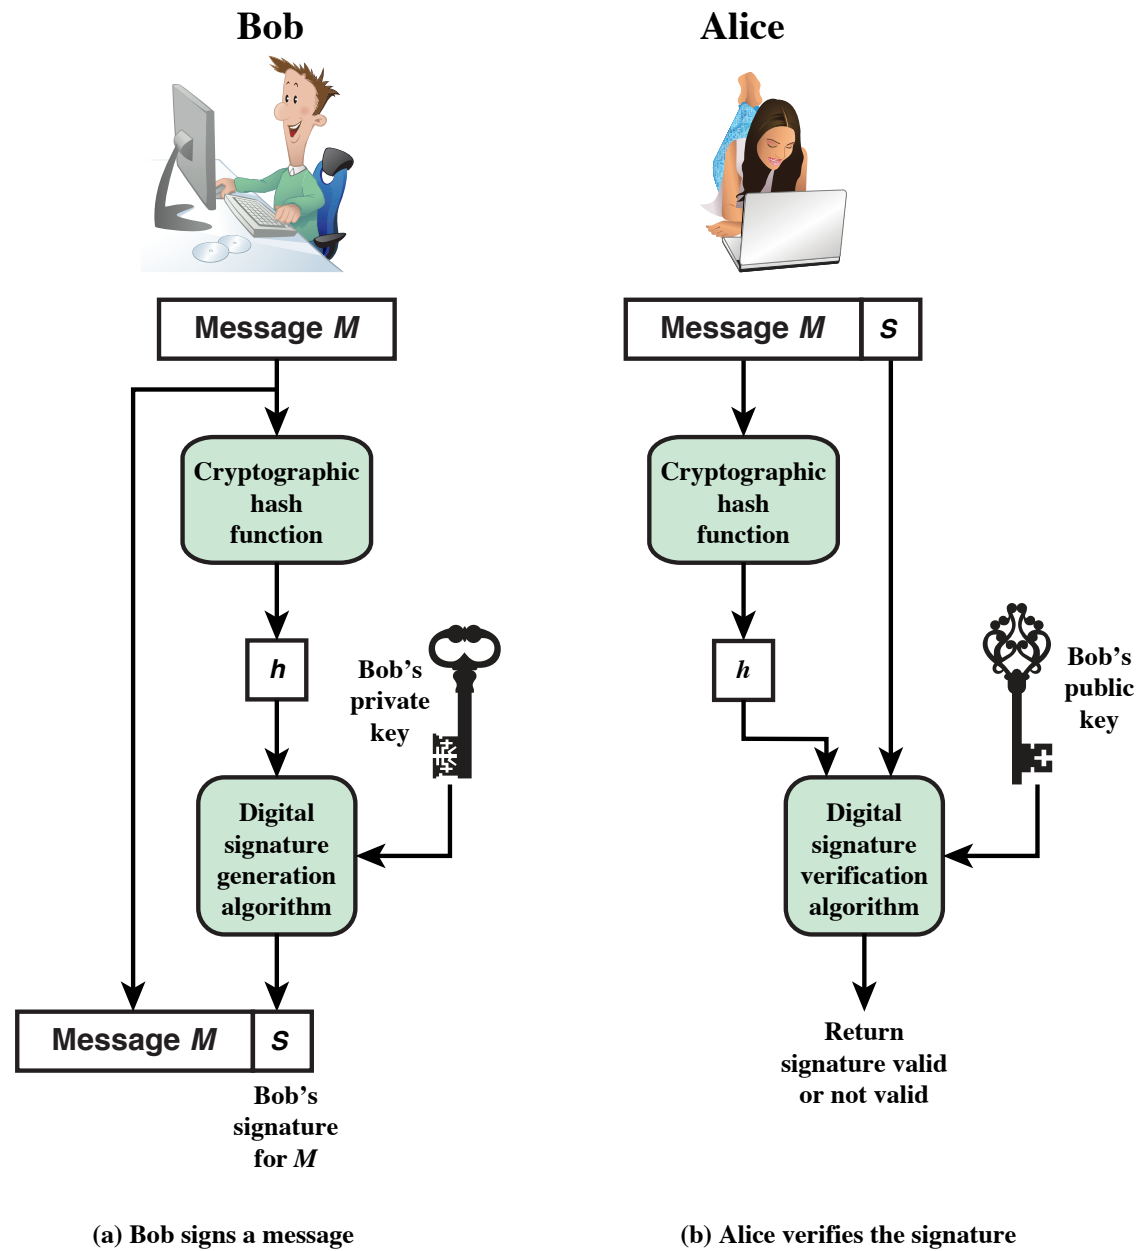 Bob
Message M
Cryptographic
hash
function
h
Bob’s
private
key
Digital
signature
generation
algorithm
Message M
S
Bob’s
signature
for M
(a) Bob signs a message
Alice
Message M
S
Cryptographic
hash
function
h
Bob’s
public
key
Digital
signature
verification
algorithm
Return
signature valid
or not valid
(b) Alice verifies the signature